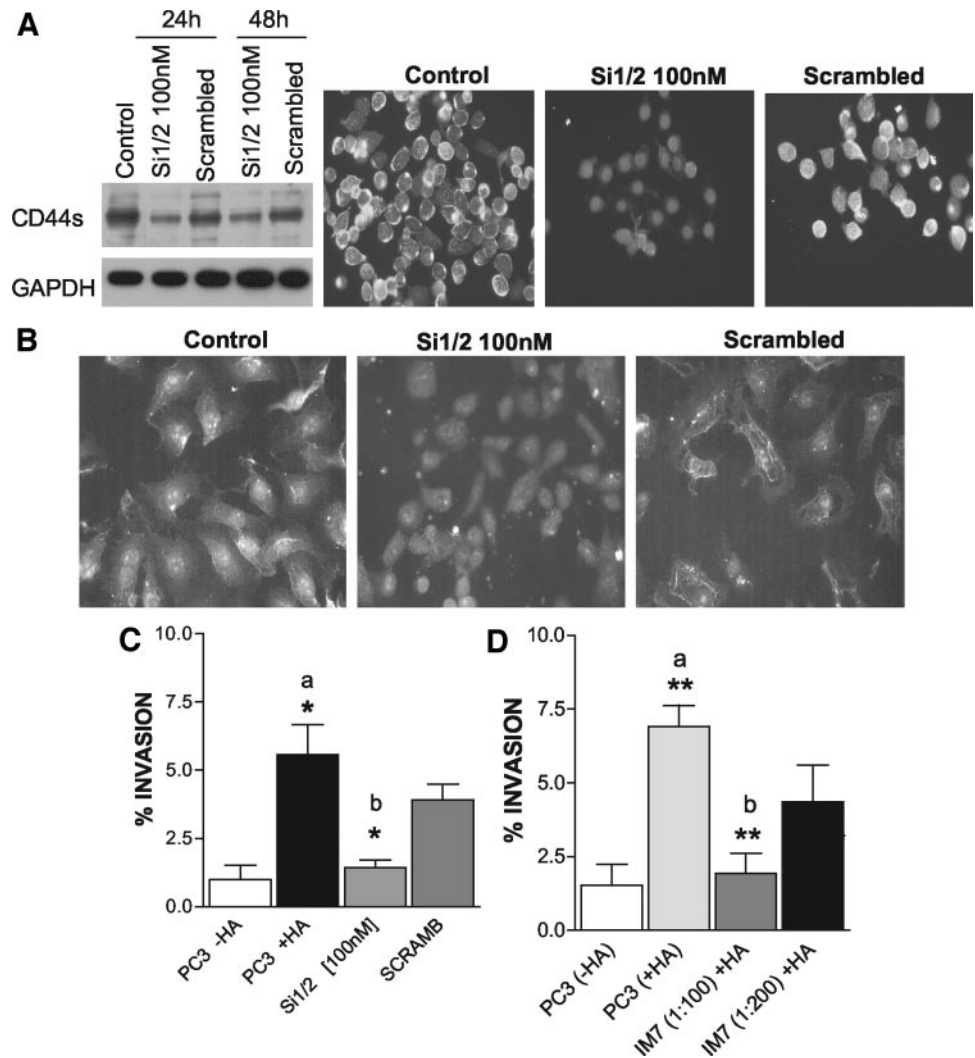 A
24h
48h
Control
Si1/2 100nM
Scrambled
Si1/2 100nM
Scrambled
CD44s
GAPDH
Control
Si1/2 100nM
Scrambled
B
Control
Si1/2 100nM
Scrambled
C
% INVASION
10.0
7.5
5.0
2.5
0.0
a
*
b
*
PC3 -HA
PC3 +HA
Si1/2 [100nM]
SCRAMB
D
% INVASION
10.0
7.5
5.0
2.5
0.0
a
**
b
**
PC3 (-HA)
PC3 (+HA)
IM7 (1:100) +HA
IM7 (1:200) +HA